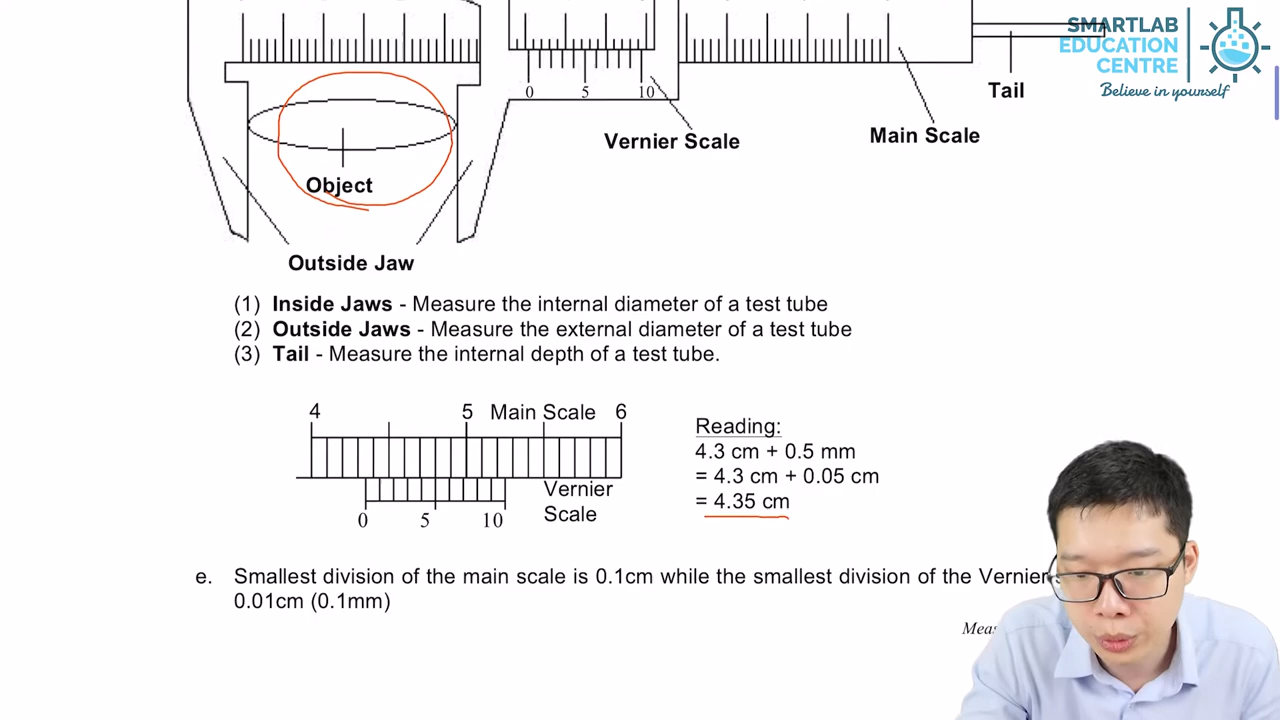 SMARTLAB
EDUCATION
CENTRE
Believe in yourself
0 5 10
Tail
Vernier Scale
Main Scale
Object
Outside Jaw
(1) Inside Jaws - Measure the internal diameter of a test tube
(2) Outside Jaws - Measure the external diameter of a test tube
(3) Tail - Measure the internal depth of a test tube.
4 5 Main Scale 6
Vernier
Scale
0 5 10
Reading:
4.3 cm + 0.5 mm
= 4.3 cm + 0.05 cm
= 4.35 cm
e. Smallest division of the main scale is 0.1cm while the smallest division of the Vernier
0.01cm (0.1mm)